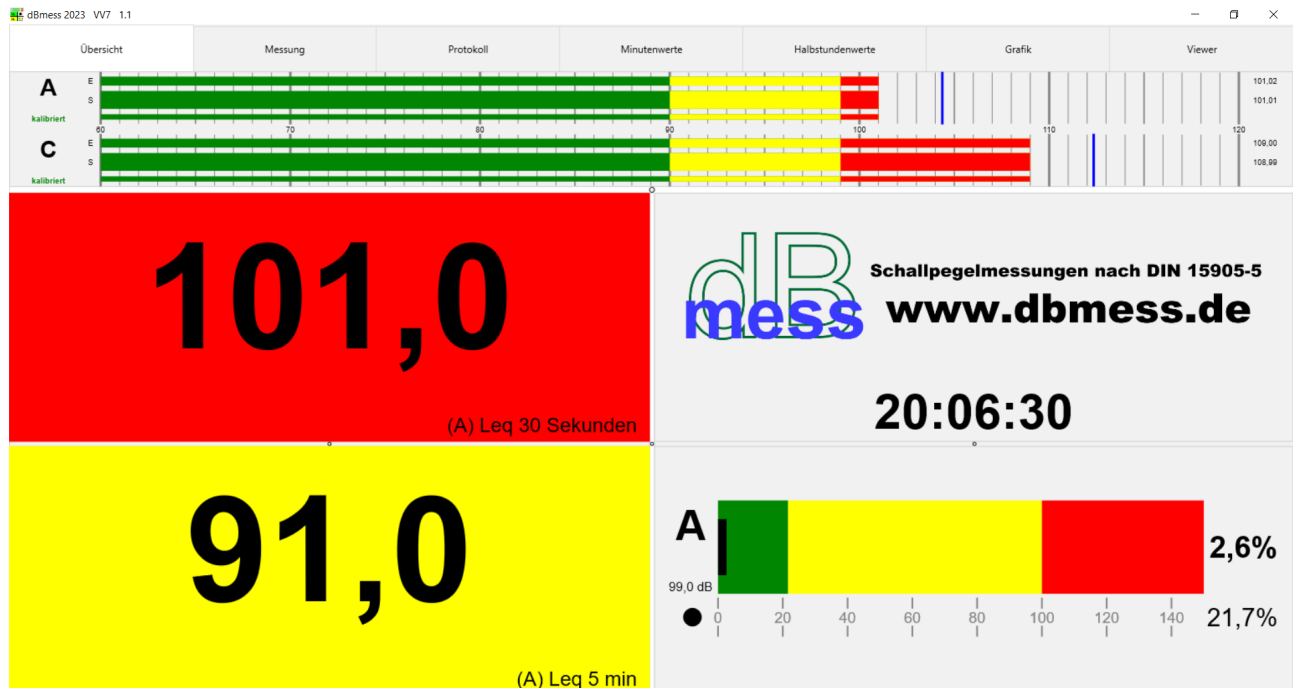 dBmess 2023 VV7 1.1
Übersicht Messung Protokoll Minutenwerte Halbstundenwerte Grafik Viewer
A E 101,02
S 101,01
kalibriert
60 70 80 90 100 110 120
C E 109,00
S 108,99
kalibriert
101,0
(A) Leq 30 Sekunden
dB
mess
Schallpegelmessungen nach DIN 15905-5
www.dbmess.de
20:06:30
91,0
(A) Leq 5 min
A
2,6%
99,0 dB
0 20 40 60 80 100 120 140 21,7%